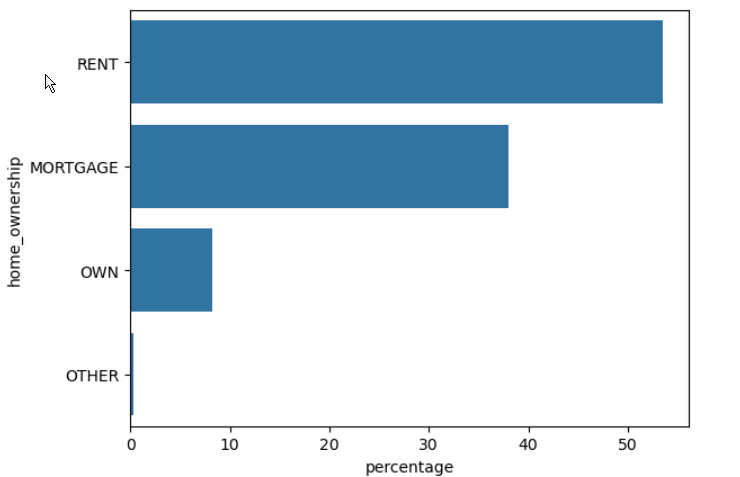 home_ownership
RENT
MORTGAGE
OWN
OTHER
0 10 20 30 40 50
percentage